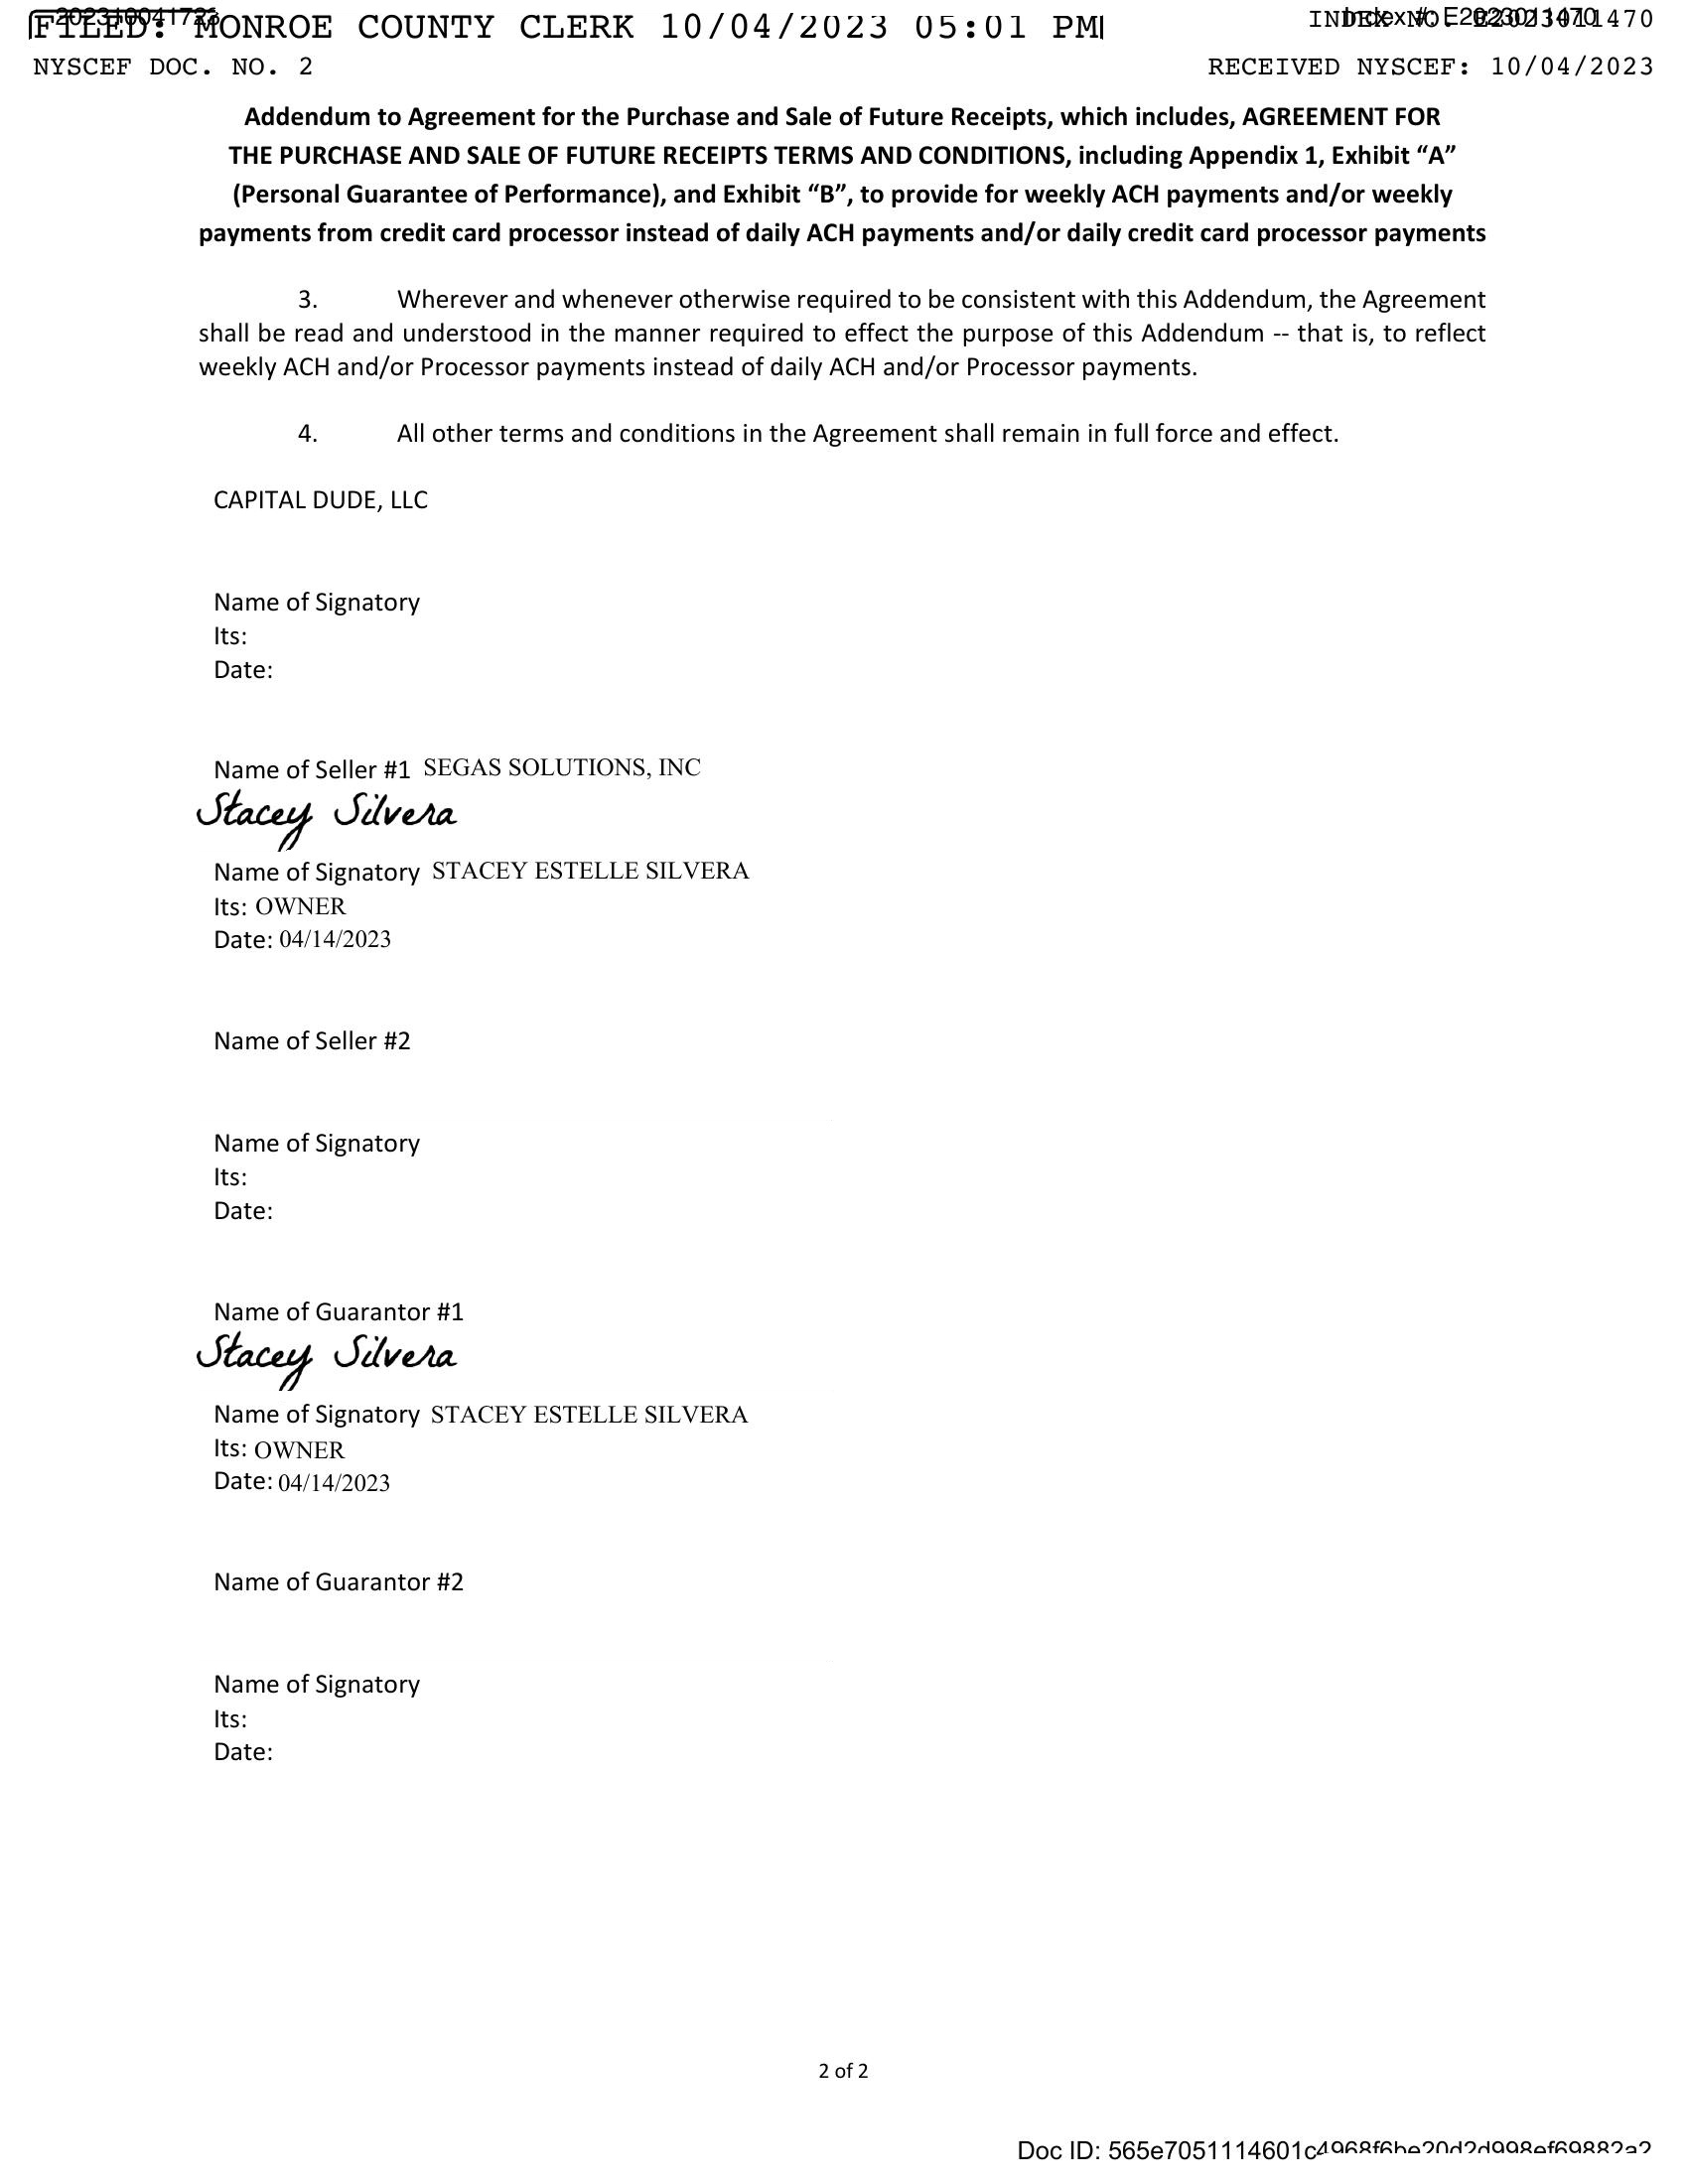 202310041723
FILED: MONROE COUNTY CLERK 10/04/2023 05:01 PM
Index #: E2023011470
INDEX NO. E2023011470
NYSCEF DOC. NO. 2
RECEIVED NYSCEF: 10/04/2023
Addendum to Agreement for the Purchase and Sale of Future Receipts, which includes, AGREEMENT FOR
THE PURCHASE AND SALE OF FUTURE RECEIPTS TERMS AND CONDITIONS, including Appendix 1, Exhibit “A”
(Personal Guarantee of Performance), and Exhibit “B”, to provide for weekly ACH payments and/or weekly
payments from credit card processor instead of daily ACH payments and/or daily credit card processor payments
3. Wherever and whenever otherwise required to be consistent with this Addendum, the Agreement
shall be read and understood in the manner required to effect the purpose of this Addendum -- that is, to reflect
weekly ACH and/or Processor payments instead of daily ACH and/or Processor payments.
4. All other terms and conditions in the Agreement shall remain in full force and effect.
CAPITAL DUDE, LLC
Name of Signatory
Its:
Date:
Name of Seller #1 SEGAS SOLUTIONS, INC
Stacey Silvera
Name of Signatory STACEY ESTELLE SILVERA
Its: OWNER
Date: 04/14/2023
Name of Seller #2
Name of Signatory
Its:
Date:
Name of Guarantor #1
Stacey Silvera
Name of Signatory STACEY ESTELLE SILVERA
Its: OWNER
Date: 04/14/2023
Name of Guarantor #2
Name of Signatory
Its:
Date:
2 of 2
Doc ID: 565e7051114601c4968f6be20d2d998ef69882a2